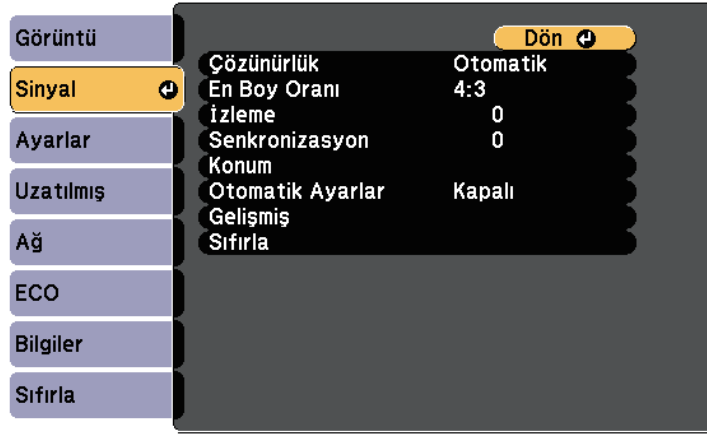 Görüntü
Sinyal
Ayarlar
Uzatılmış
Ağ
ECO
Bilgiler
Sıfırla
Dön
Çözünürlük Otomatik
En Boy Oranı 4:3
İzleme 0
Senkronizasyon 0
Konum
Otomatik Ayarlar Kapalı
Gelişmiş
Sıfırla